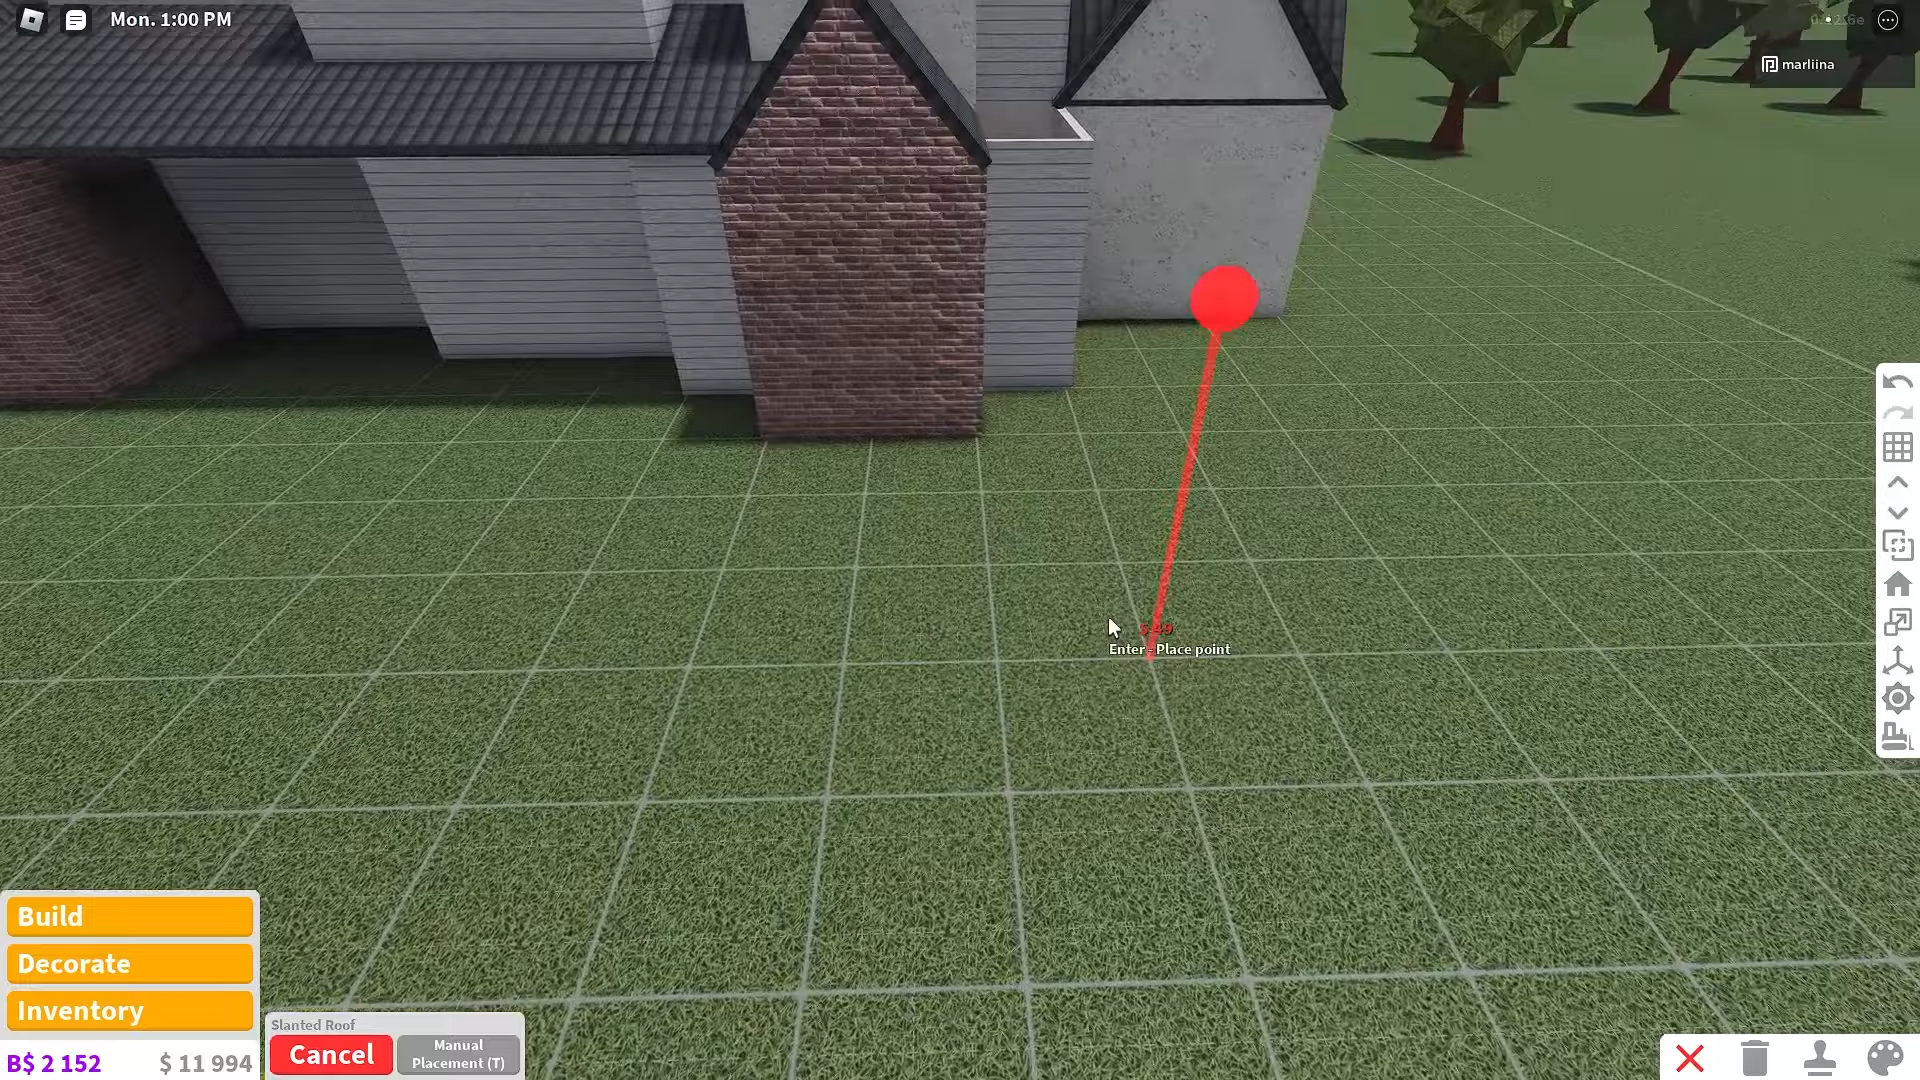 Mon. 1:00 PM
marliina
Enter - Place point
Build
Decorate
Inventory
B$ 2 152
$ 11 994
Slanted Roof
Cancel
Manual
Placement (T)